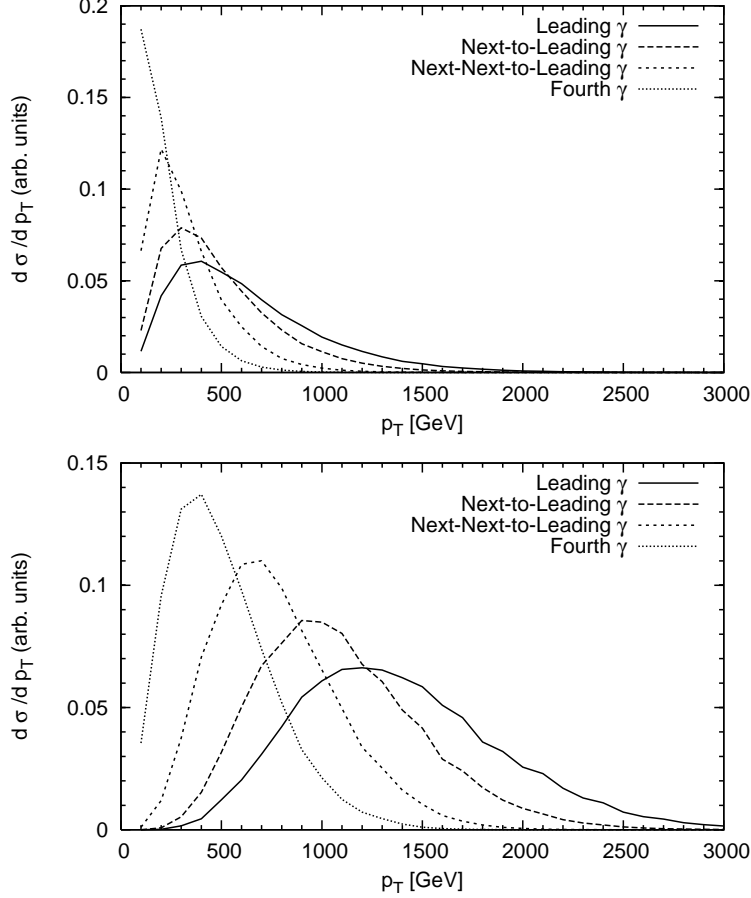 0.2
0.15
0.1
0.05
0
d σ/d p_T (arb. units)
Leading γ
Next-to-Leading γ
Next-Next-to-Leading γ
Fourth γ
0 500 1000 1500 2000 2500 3000
p_T [GeV]
0.15
0.1
0.05
0
d σ/d p_T (arb. units)
Leading γ
Next-to-Leading γ
Next-Next-to-Leading γ
Fourth γ
0 500 1000 1500 2000 2500 3000
p_T [GeV]